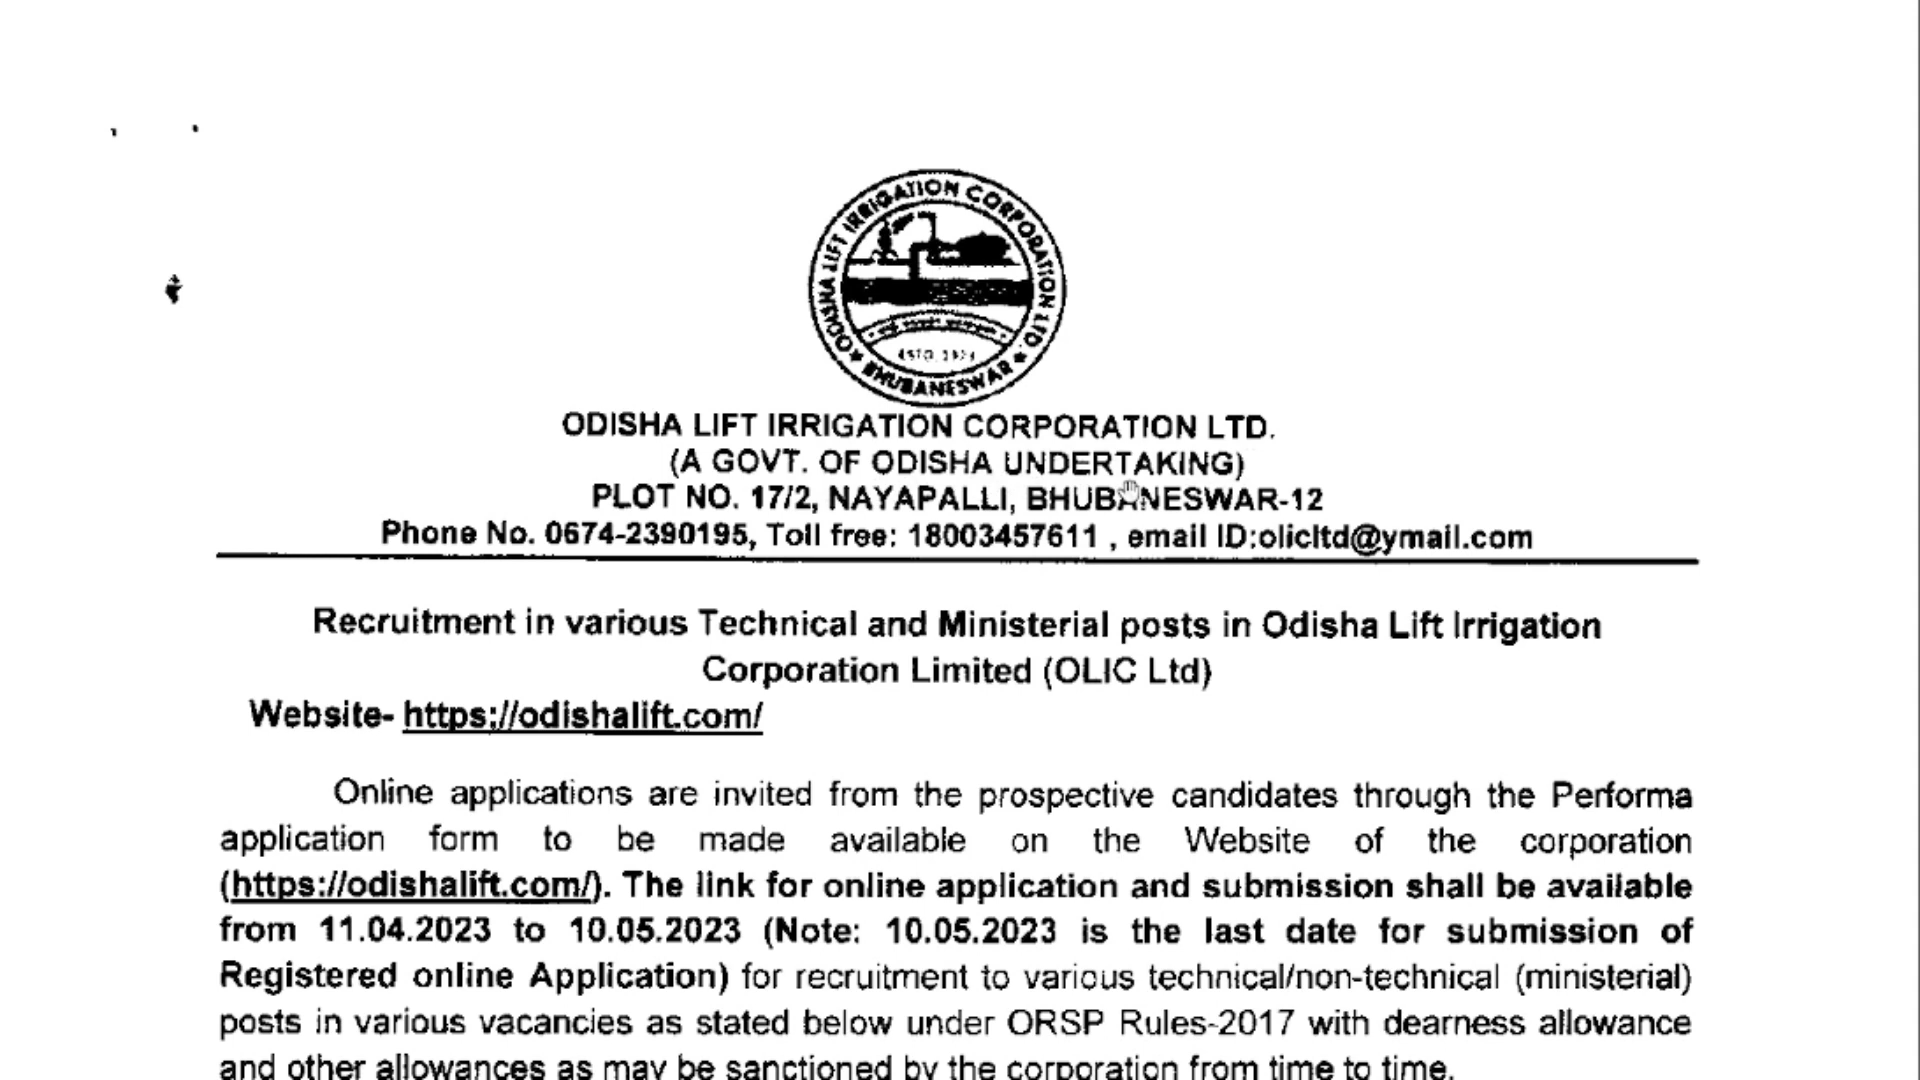 ODISHA LIFT IRRIGATION CORPORATION LTD.
★ BHUBANESWAR ★
ODISHA LIFT IRRIGATION CORPORATION LTD.
(A GOVT. OF ODISHA UNDERTAKING)
PLOT NO. 17/2, NAYAPALLI, BHUBANESWAR-12
Phone No. 0674-2390195, Toll free: 18003457611 , email ID:olicltd@ymail.com
Recruitment in various Technical and Ministerial posts in Odisha Lift Irrigation
Corporation Limited (OLIC Ltd)
Website- https://odishalift.com/
Online applications are invited from the prospective candidates through the Performa
application form to be made available on the Website of the corporation
(https://odishalift.com/). The link for online application and submission shall be available
from 11.04.2023 to 10.05.2023 (Note: 10.05.2023 is the last date for submission of
Registered online Application) for recruitment to various technical/non-technical (ministerial)
posts in various vacancies as stated below under ORSP Rules-2017 with dearness allowance
and other allowances as may be sanctioned by the corporation from time to time.